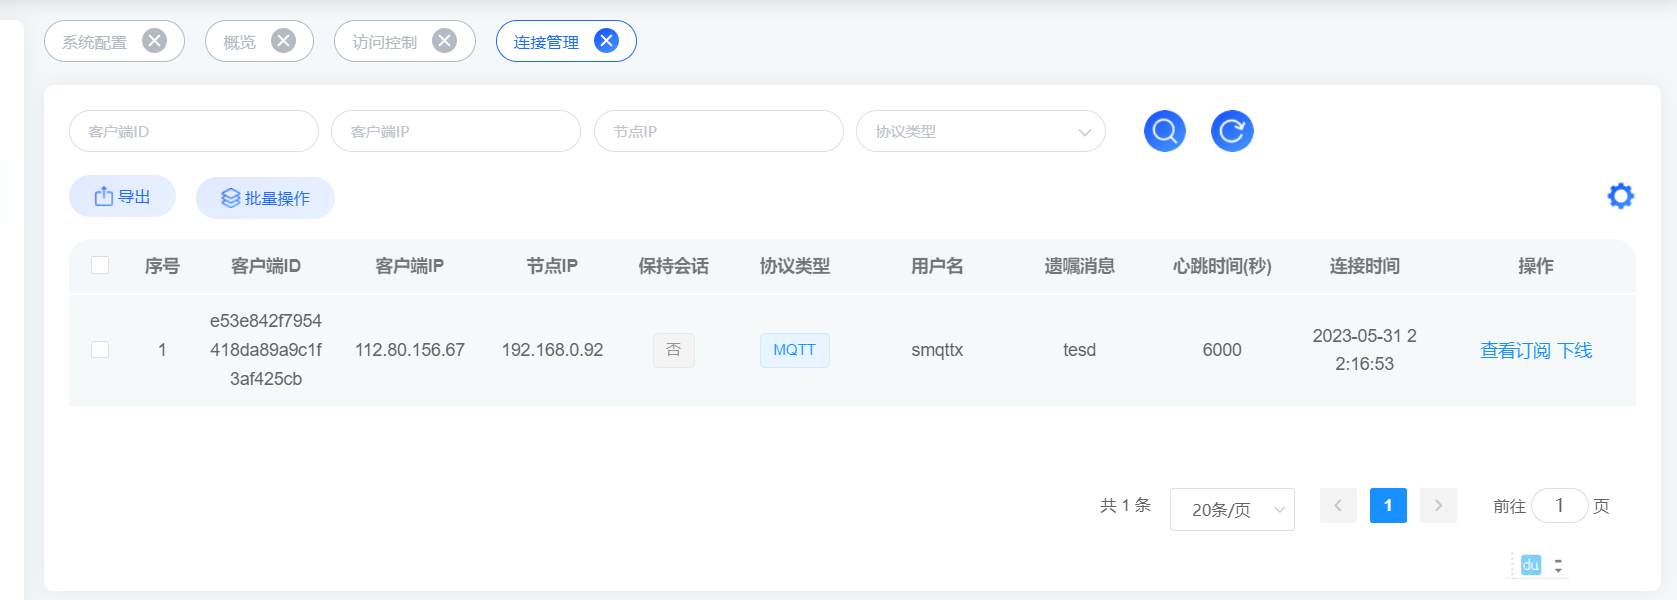 系统配置 概览 访问控制 连接管理
客户端ID 客户端IP 节点IP 协议类型
导出 批量操作
序号 客户端ID 客户端IP 节点IP 保持会话 协议类型 用户名 遗嘱消息 心跳时间(秒) 连接时间 操作
1 e53e842f7954 112.80.156.67 192.168.0.92 否 MQTT smqttx tesd 6000 2023-05-31 2 查看订阅 下线
418da89a9c1f 2:16:53
3af425cb
共 1 条 20条/页 1 前往 1 页
du